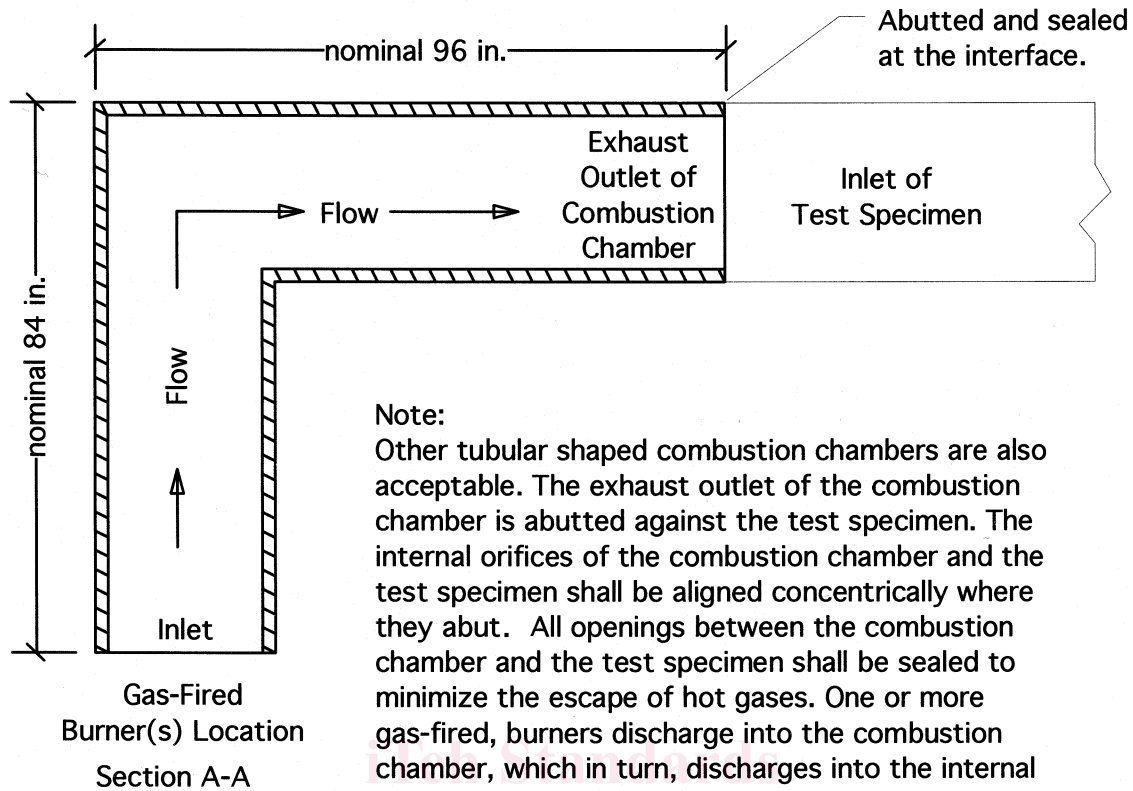 nominal 96 in.
Abutted and sealed
at the interface.
Exhaust
Outlet of
Combustion
Chamber
Inlet of
Test Specimen
Flow
nominal 84 in.
Flow
Inlet
Gas-Fired
Burner(s) Location
Section A-A
Note:
Other tubular shaped combustion chambers are also
acceptable. The exhaust outlet of the combustion
chamber is abutted against the test specimen. The
internal orifices of the combustion chamber and the
test specimen shall be aligned concentrically where
they abut.  All openings between the combustion
chamber and the test specimen shall be sealed to
minimize the escape of hot gases. One or more
gas-fired, burners discharge into the combustion
chamber, which in turn, discharges into the internal
iTeh Standards